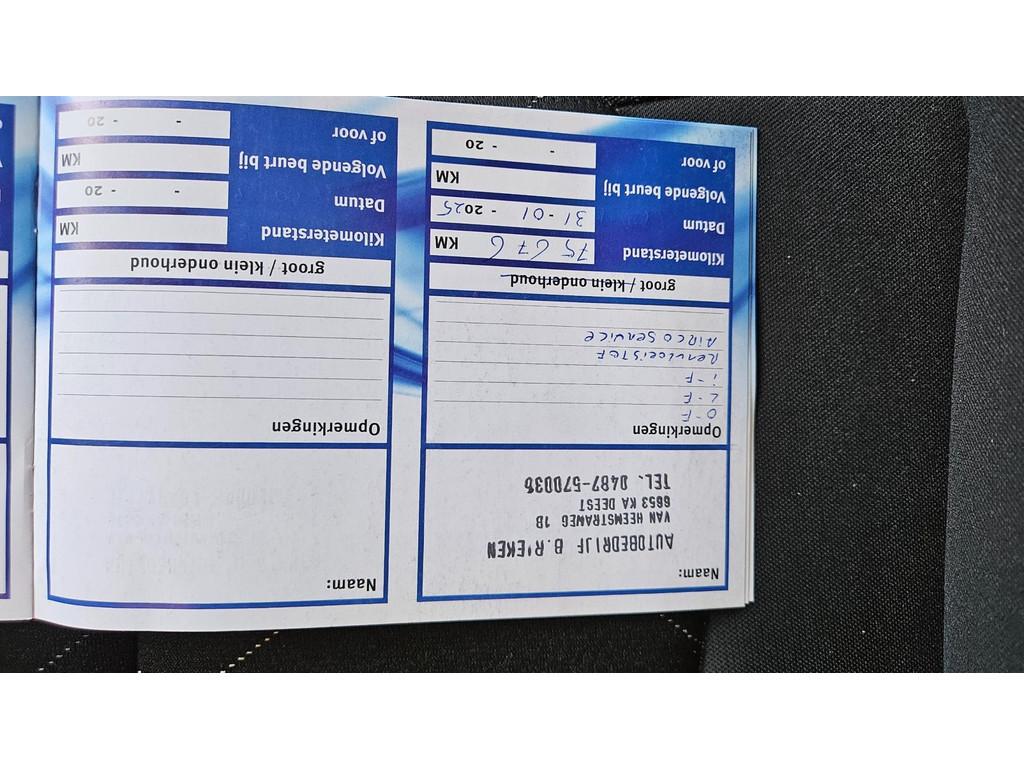 Naam:
AUTOBEDRIJF B.R'EKEN
VAN HEEMSTRAWEG 1B
6653 KA DEEST
TEL. 0487-570036
Opmerkingen
O-F
L-F
i-F
REMVLOEISTOF
AIRCO SERVICE
groot / klein onderhoud
Kilometerstand 75676 KM
Datum 31 - 01 - 2025
Volgende beurt bij KM
of voor - - 20
Naam:
Opmerkingen
groot / klein onderhoud
Kilometerstand KM
Datum - - 20
Volgende beurt bij KM
of voor - - 20